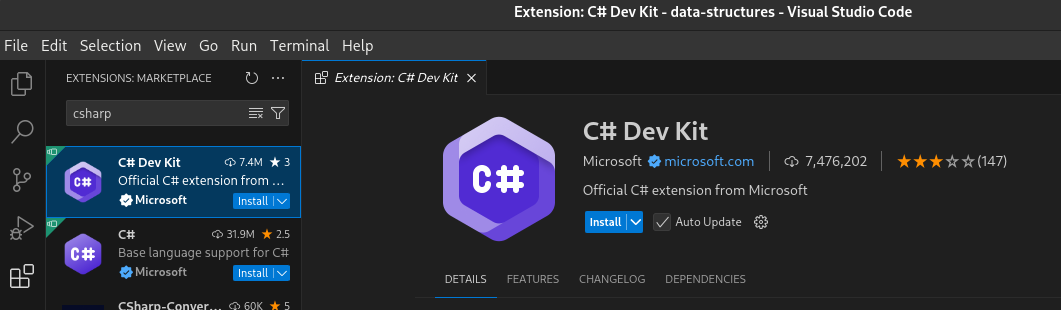 Extension: C# Dev Kit - data-structures - Visual Studio Code
File Edit Selection View Go Run Terminal Help
EXTENSIONS: MARKETPLACE
csharp
C# Dev Kit 7.4M ★ 3
Official C# extension from ...
Microsoft Install
C# 31.9M ★ 2.5
Base language support for C#
Microsoft Install
CSharp-Conver... 60K ★ 5
Extension: C# Dev Kit
C#
C# Dev Kit
Microsoft microsoft.com | 7,476,202 | ★★★☆☆(147)
Official C# extension from Microsoft
Install Auto Update
DETAILS FEATURES CHANGELOG DEPENDENCIES